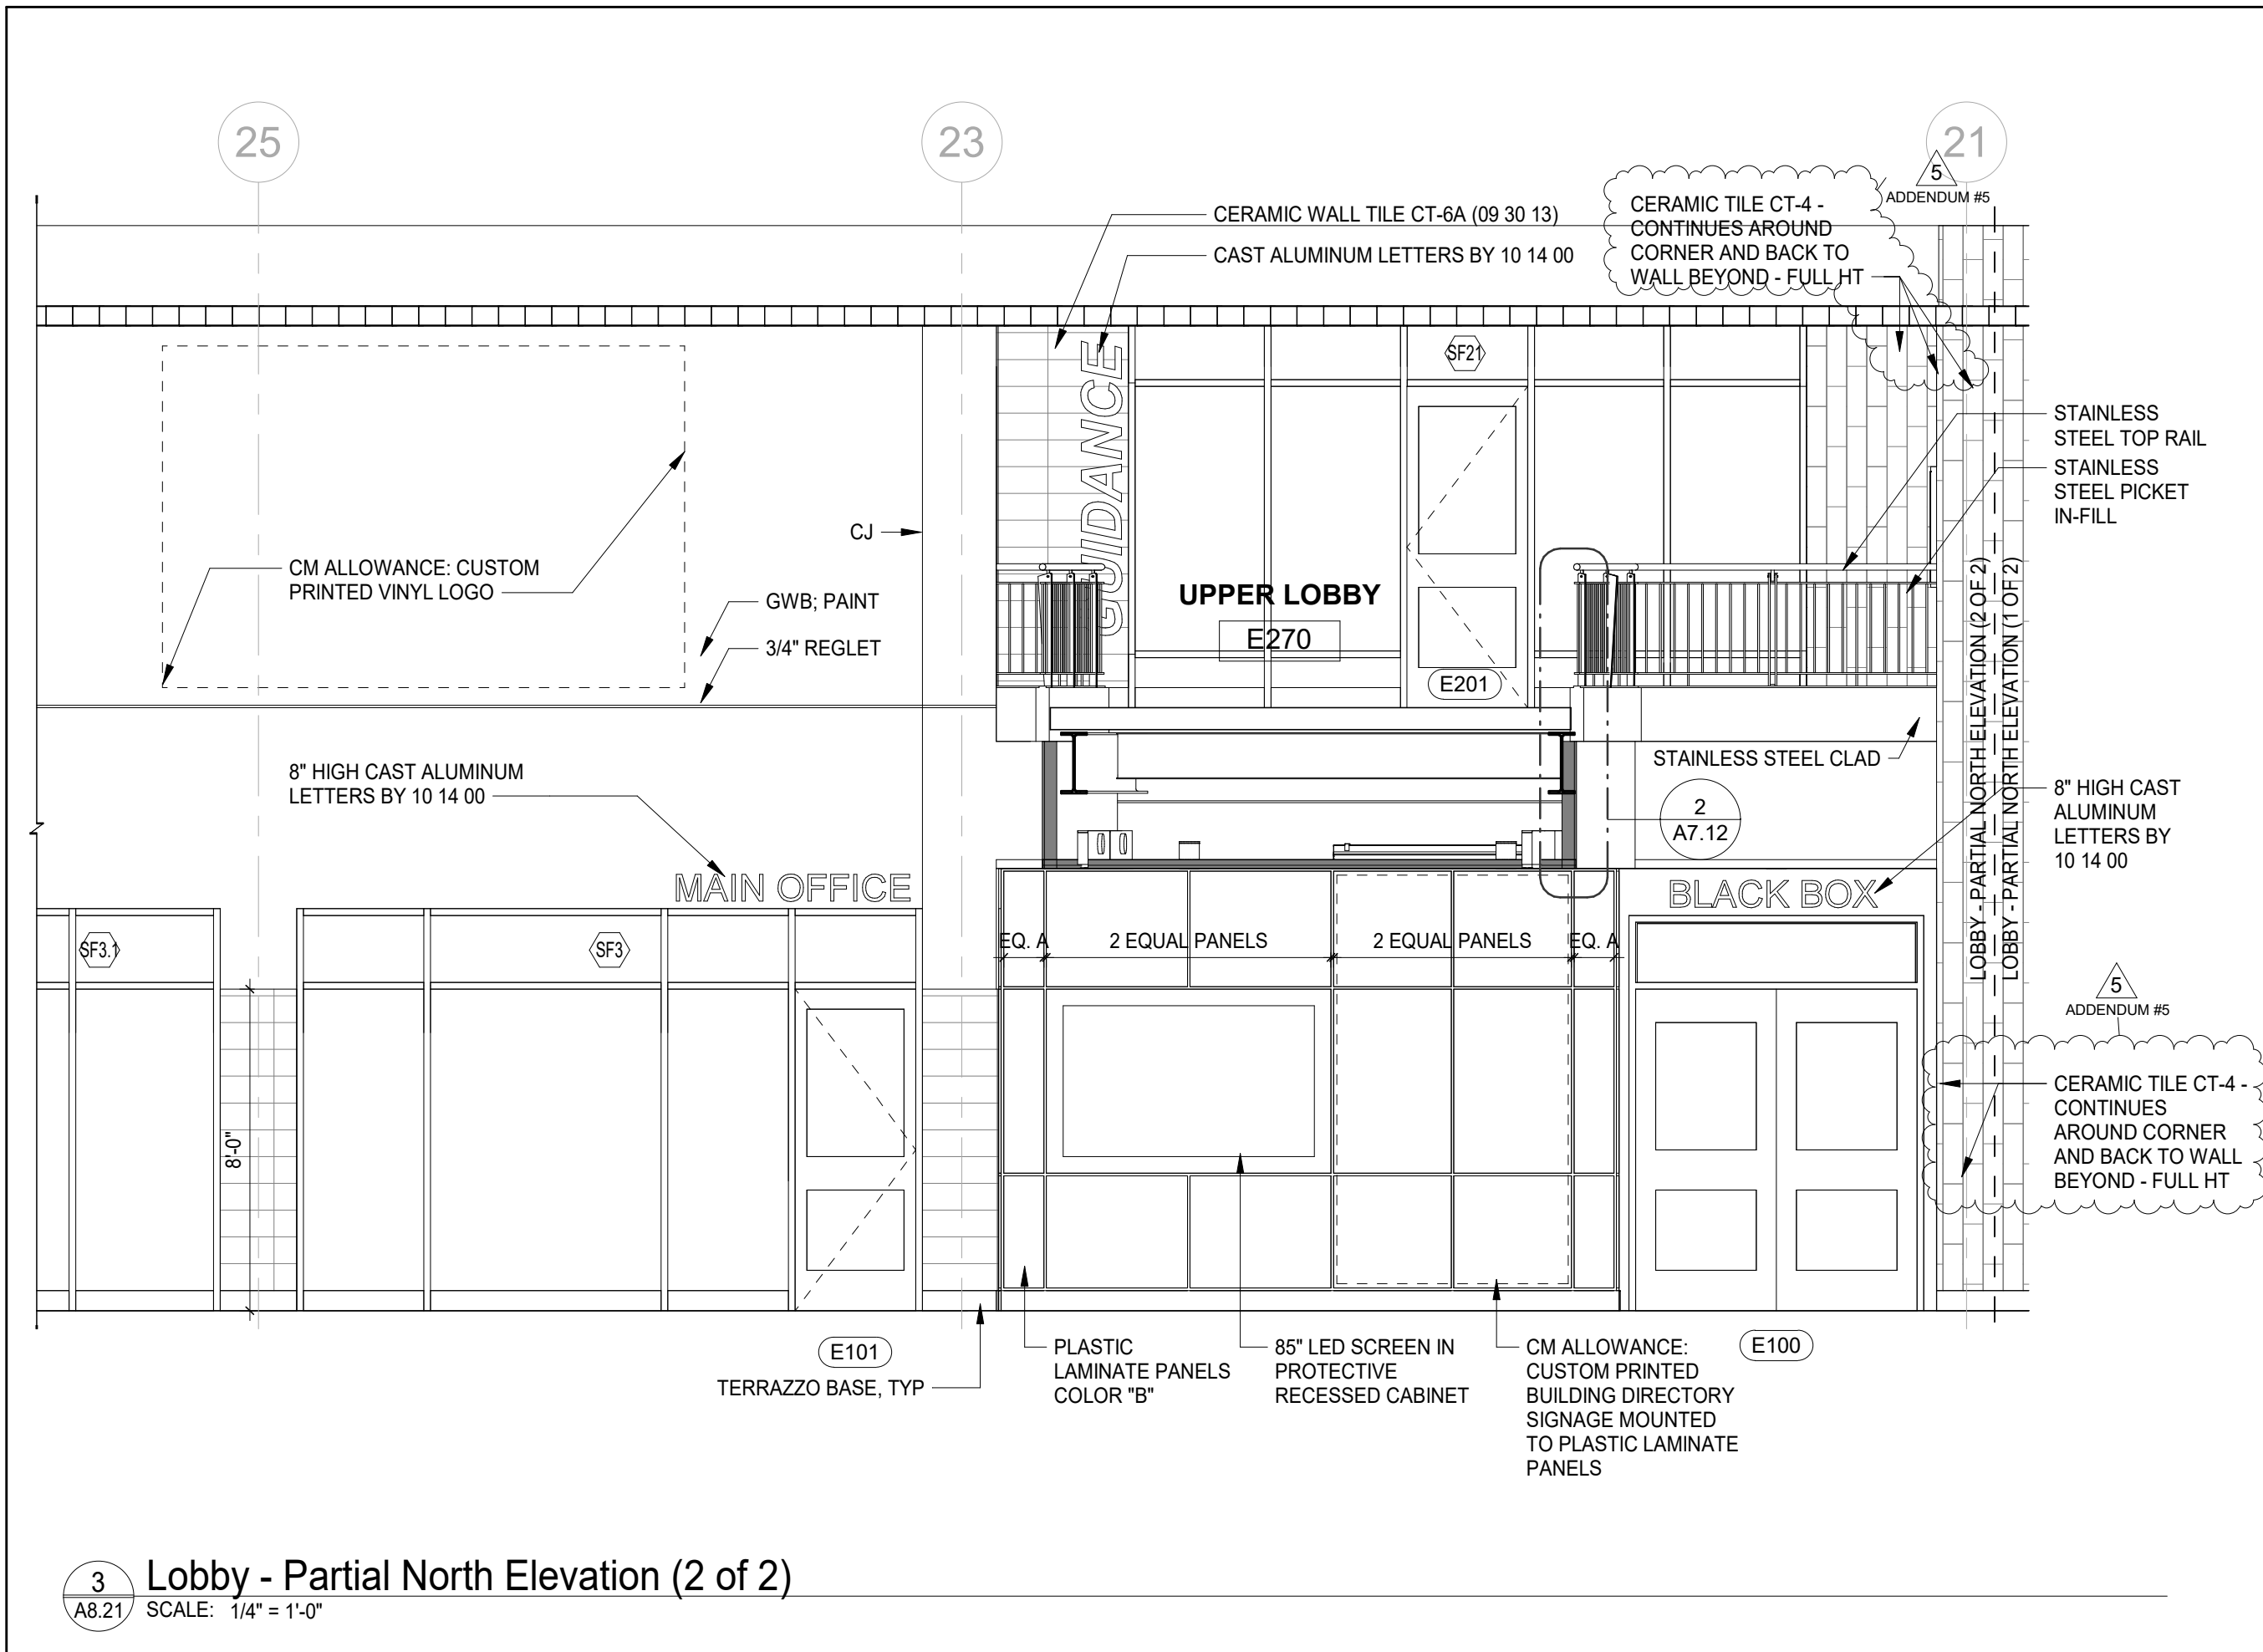 25
23
21
5
ADDENDUM #5
CERAMIC WALL TILE CT-6A (09 30 13)
CAST ALUMINUM LETTERS BY 10 14 00
CERAMIC TILE CT-4 -
CONTINUES AROUND
CORNER AND BACK TO
WALL BEYOND - FULL HT
SF21
GUIDANCE
STAINLESS
STEEL TOP RAIL
STAINLESS
STEEL PICKET
IN-FILL
CJ
CM ALLOWANCE: CUSTOM
PRINTED VINYL LOGO
GWB; PAINT
3/4" REGLET
UPPER LOBBY
E270
E201
LOBBY - PARTIAL NORTH ELEVATION (2 OF 2)
LOBBY - PARTIAL NORTH ELEVATION (1 OF 2)
STAINLESS STEEL CLAD
8" HIGH CAST ALUMINUM
LETTERS BY 10 14 00
2
A7.12
8" HIGH CAST
ALUMINUM
LETTERS BY
10 14 00
MAIN OFFICE
BLACK BOX
SF3.1
SF3
EQ. A
2 EQUAL PANELS
2 EQUAL PANELS
EQ. A
5
ADDENDUM #5
CERAMIC TILE CT-4 -
CONTINUES
AROUND CORNER
AND BACK TO WALL
BEYOND - FULL HT
8'-0"
E101
TERRAZZO BASE, TYP
PLASTIC
LAMINATE PANELS
COLOR "B"
85" LED SCREEN IN
PROTECTIVE
RECESSED CABINET
CM ALLOWANCE:
CUSTOM PRINTED
BUILDING DIRECTORY
SIGNAGE MOUNTED
TO PLASTIC LAMINATE
PANELS
E100
3
A8.21
Lobby - Partial North Elevation (2 of 2)
SCALE: 1/4" = 1'-0"